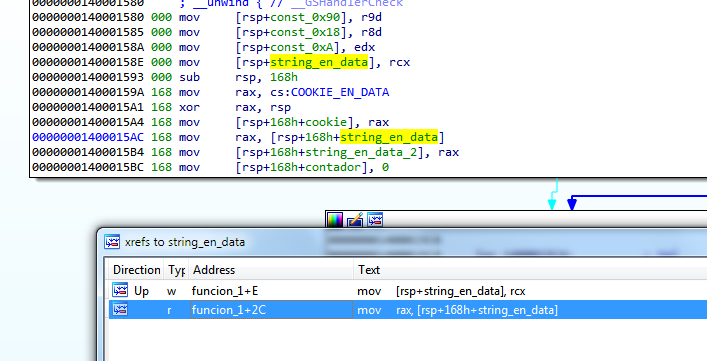 0000000140001580 ; __unwind { // __GSHandlerCheck
0000000140001580 000 mov [rsp+const_0x90], r9d
0000000140001585 000 mov [rsp+const_0x18], r8d
000000014000158A 000 mov [rsp+const_0xA], edx
000000014000158E 000 mov [rsp+string_en_data], rcx
0000000140001593 000 sub rsp, 168h
000000014000159A 168 mov rax, cs:COOKIE_EN_DATA
00000001400015A1 168 xor rax, rsp
00000001400015A4 168 mov [rsp+168h+cookie], rax
00000001400015AC 168 mov rax, [rsp+168h+string_en_data]
00000001400015B4 168 mov [rsp+168h+string_en_data_2], rax
00000001400015BC 168 mov [rsp+168h+contador], 0
xrefs to string_en_data
Direction Typ Address Text
Up w funcion_1+E mov [rsp+string_en_data], rcx
r funcion_1+2C mov rax, [rsp+168h+string_en_data]